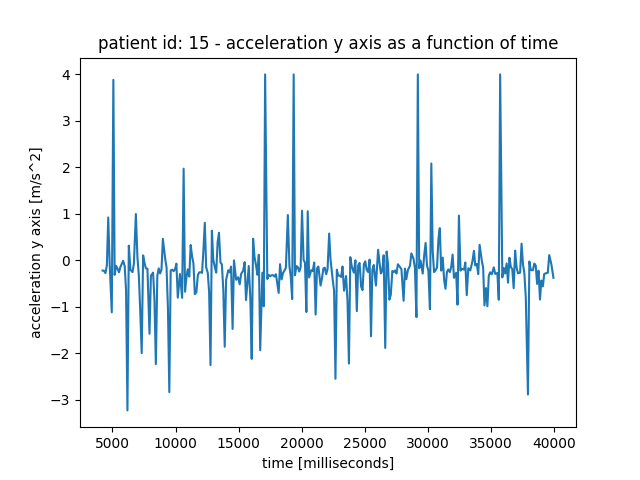 patient id: 15 - acceleration y axis as a function of time
acceleration y axis [m/s^2]
4
3
2
1
0
−1
−2
−3
5000 10000 15000 20000 25000 30000 35000 40000
time [milliseconds]